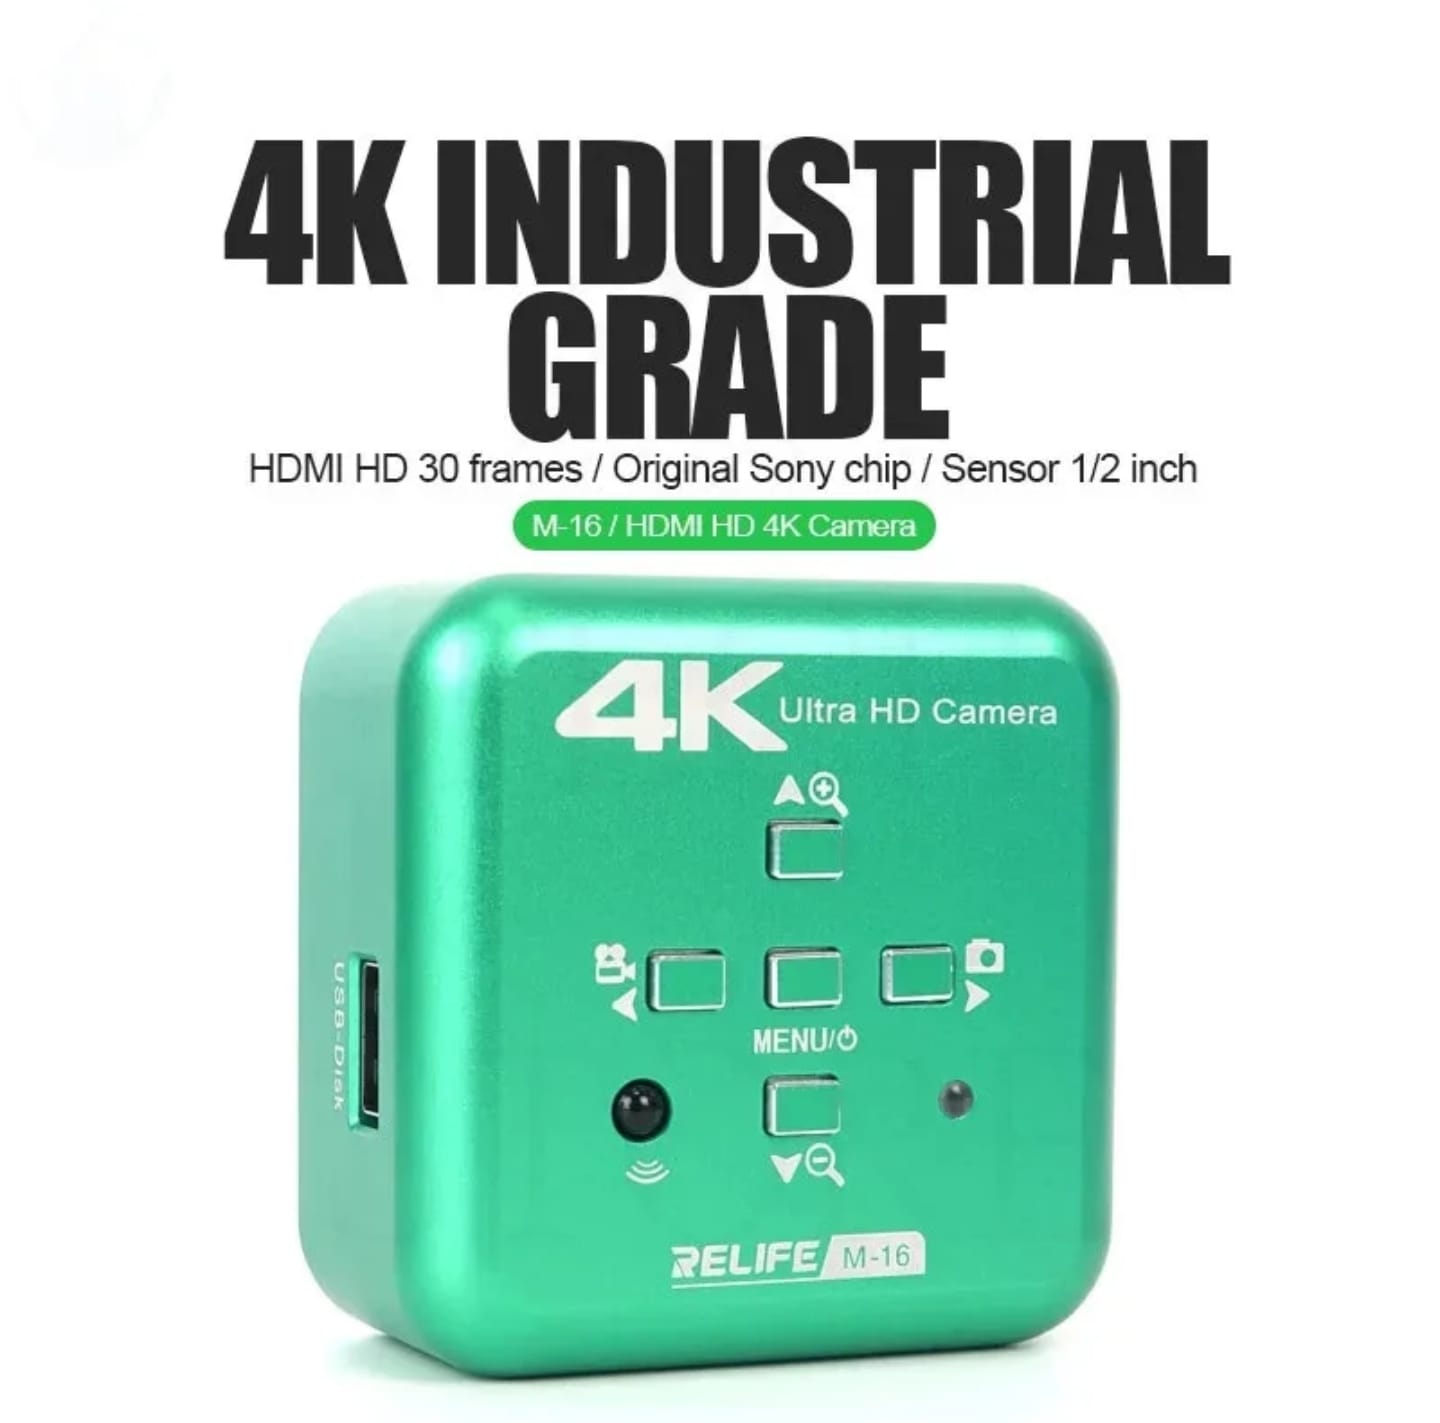 4K INDUSTRIAL
GRADE
HDMI HD 30 frames / Original Sony chip / Sensor 1/2 inch
M-16 / HDMI HD 4K Camera
4K Ultra HD Camera
MENU/
USB-Disk
RELIFE M-16